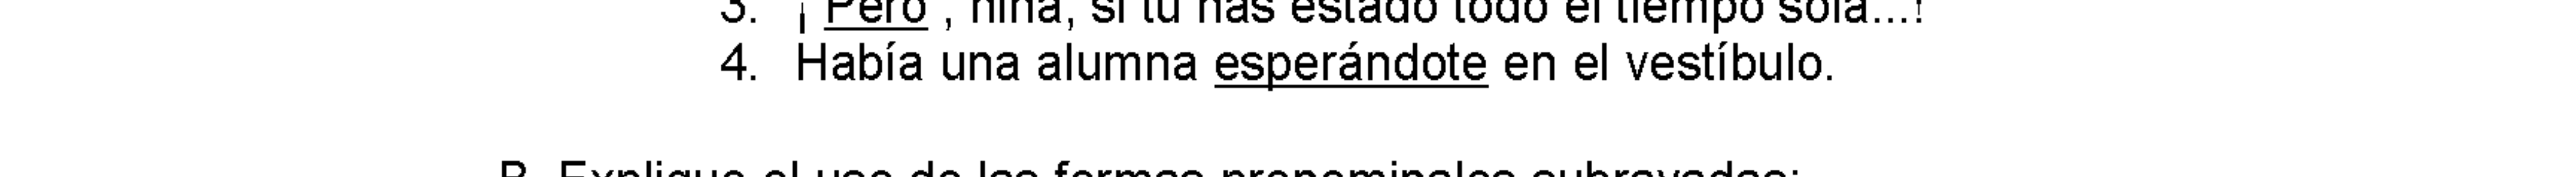 3. ¡ Pero , niña, si tú has estado todo el tiempo sola...!
4. Había una alumna esperándote en el vestíbulo.
B. Explique el uso de las formas pronominales subrayadas: